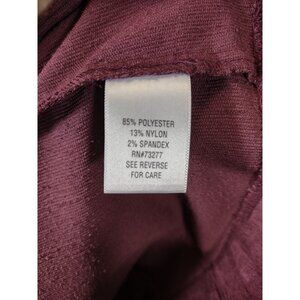 85% POLYESTER
13% NYLON
2% SPANDEX
RN#73277
SEE REVERSE
FOR CARE